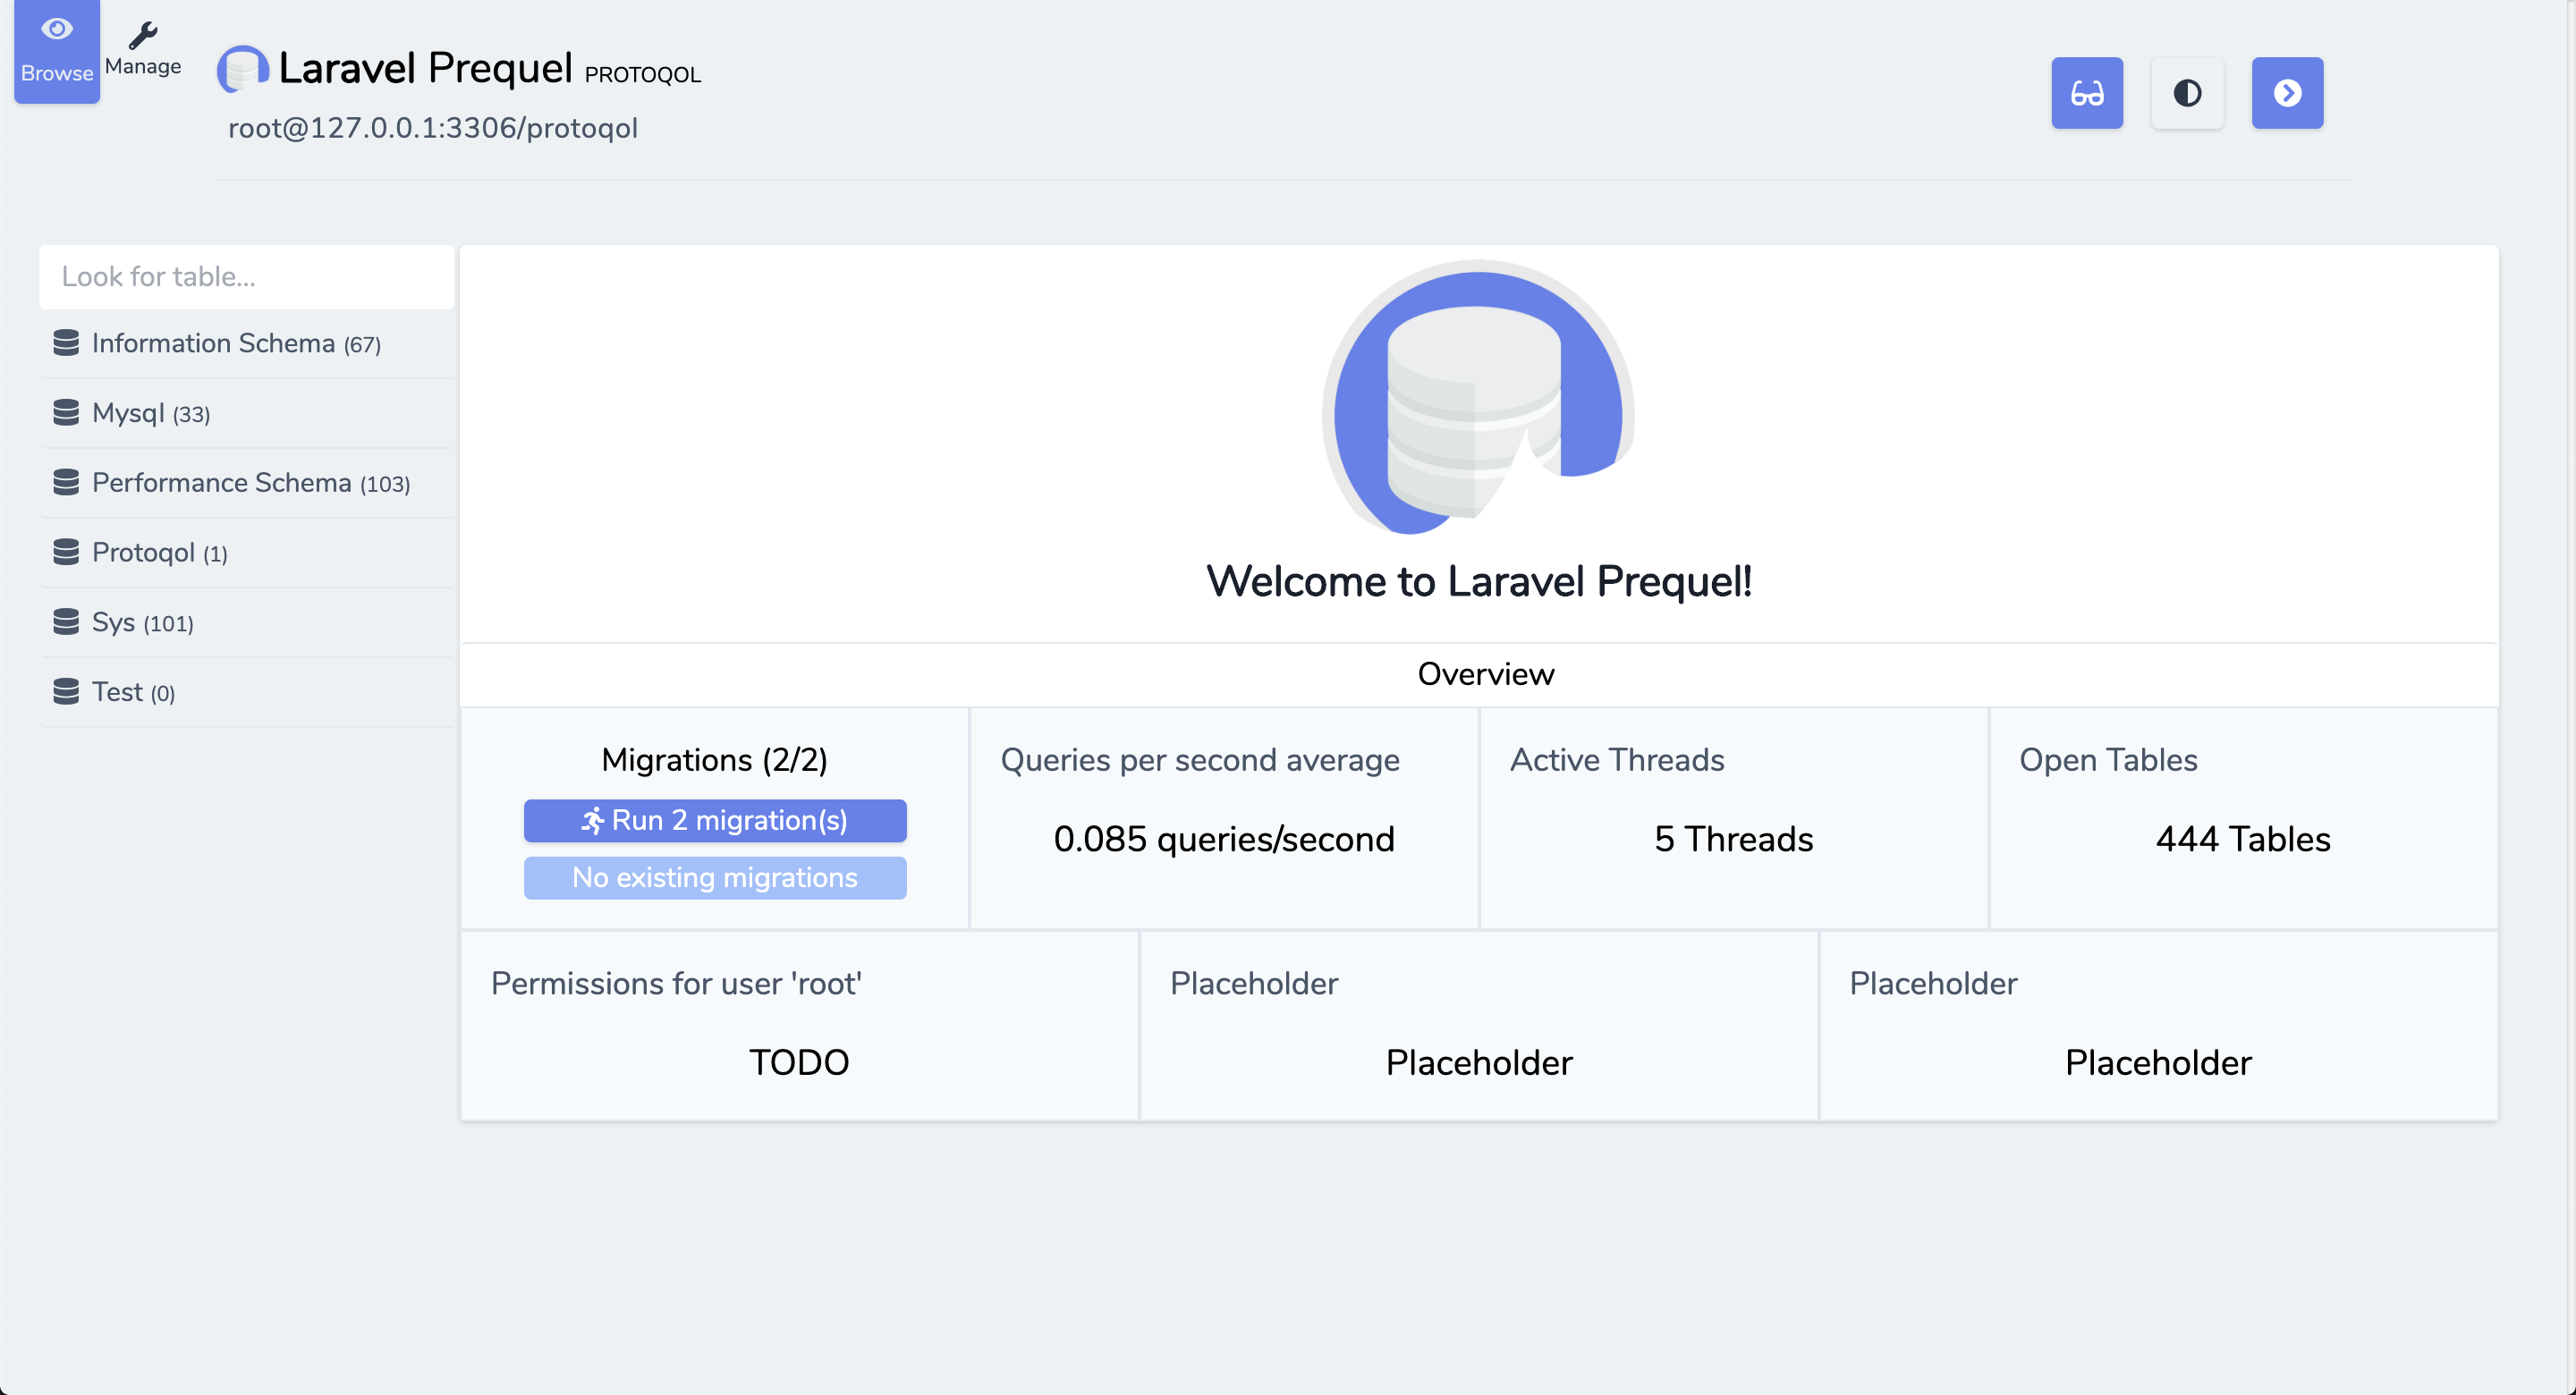 Browse
Manage
Laravel Prequel PROTOQOL
root@127.0.0.1:3306/protoqol
Look for table...
Information Schema (67)
Mysql (33)
Performance Schema (103)
Protoqol (1)
Sys (101)
Test (0)
Welcome to Laravel Prequel!
Overview
Migrations (2/2)
Run 2 migration(s)
No existing migrations
Queries per second average
0.085 queries/second
Active Threads
5 Threads
Open Tables
444 Tables
Permissions for user 'root'
TODO
Placeholder
Placeholder
Placeholder
Placeholder